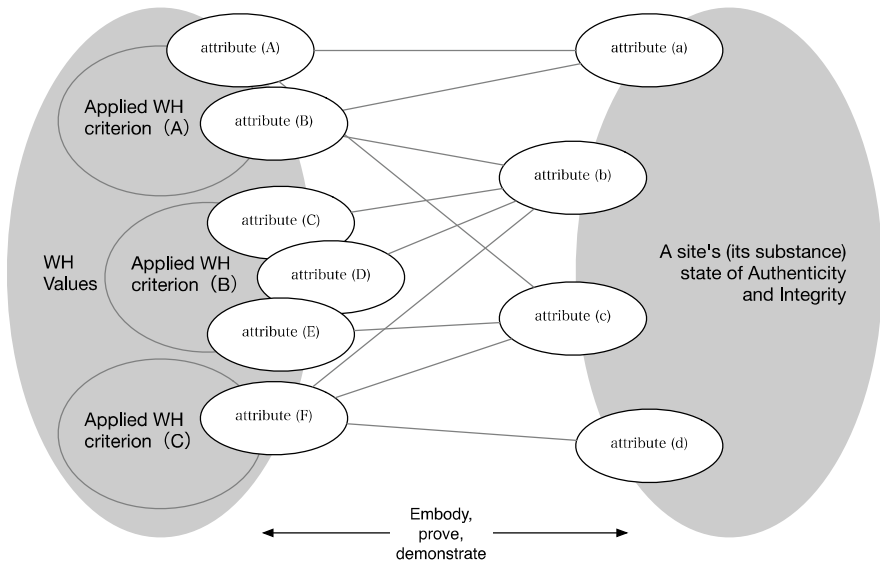 attribute (A)
attribute (a)
Applied WH
criterion（A）
attribute (B)
attribute (b)
attribute (C)
WH
Values
Applied WH
criterion（B）
attribute (D)
A site's (its substance)
state of Authenticity
and Integrity
attribute (E)
attribute (c)
Applied WH
criterion（C）
attribute (F)
attribute (d)
Embody,
prove,
demonstrate